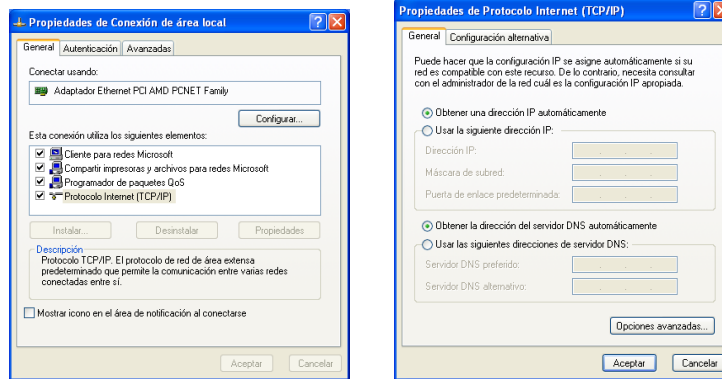 Propiedades de Conexión de área local
General Autenticación Avanzadas
Conectar usando:
Adaptador Ethernet PCI AMD PCNET Family
Configurar...
Esta conexión utiliza los siguientes elementos:
Cliente para redes Microsoft
Compartir impresoras y archivos para redes Microsoft
Programador de paquetes QoS
Protocolo Internet (TCP/IP)
Instalar... Desinstalar Propiedades
Descripción
Protocolo TCP/IP. El protocolo de red de área extensa
predeterminado que permite la comunicación entre varias redes
conectadas entre sí.
Mostrar icono en el área de notificación al conectarse
Aceptar Cancelar
Propiedades de Protocolo Internet (TCP/IP)
General Configuración alternativa
Puede hacer que la configuración IP se asigne automáticamente si su
red es compatible con este recurso. De lo contrario, necesita consultar
con el administrador de la red cuál es la configuración IP apropiada.
Obtener una dirección IP automáticamente
Usar la siguiente dirección IP:
Dirección IP:
Máscara de subred:
Puerta de enlace predeterminada:
Obtener la dirección del servidor DNS automáticamente
Usar las siguientes direcciones de servidor DNS:
Servidor DNS preferido:
Servidor DNS alternativo:
Opciones avanzadas...
Aceptar Cancelar